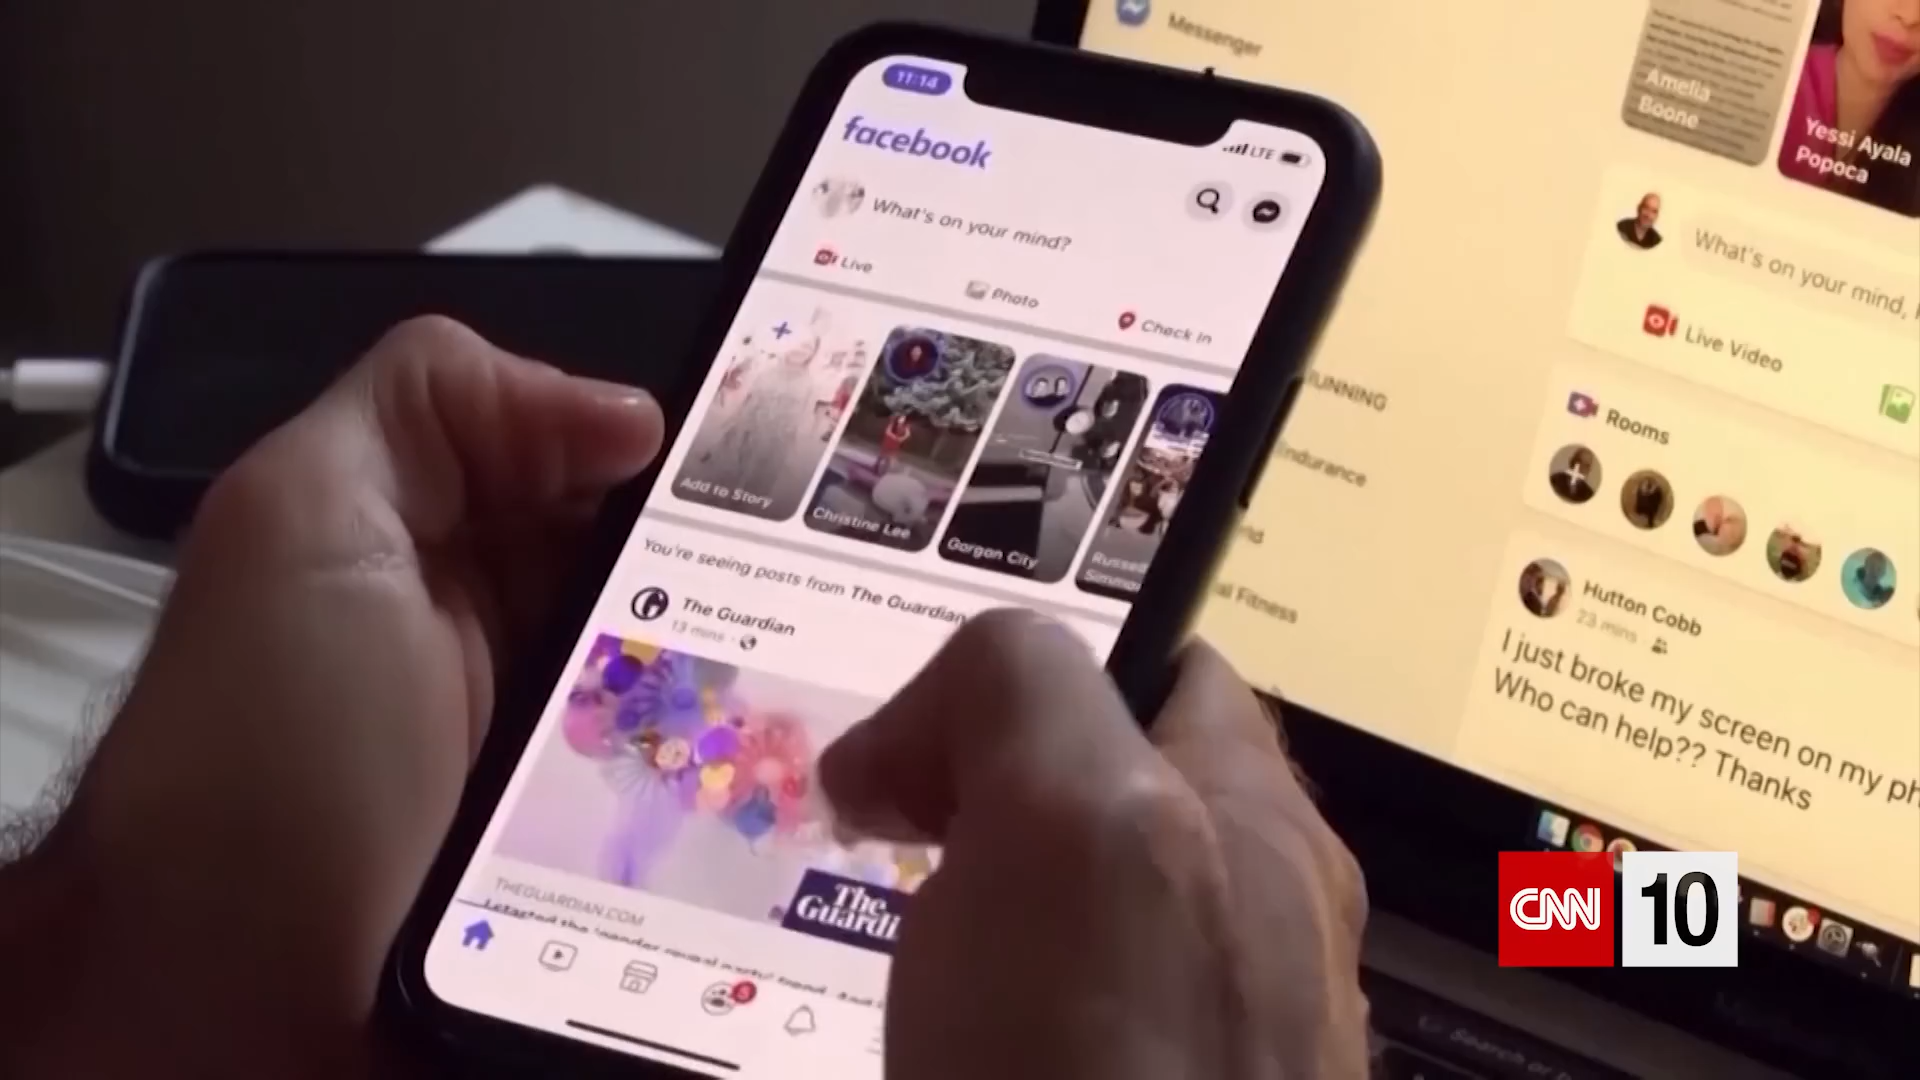 11:14
LTE
facebook
What's on your mind?
Live
Photo
Check In
Add to Story
Christine Lee
Gorgon City
Russell
You're seeing posts from The Guardian
The Guardian
13 mins
The
THEGUARDIAN.COM
5
Messenger
Amelia
Boone
Yessi Ayala
Popoca
What's on your mind,
Live Video
Rooms
Hutton Cobb
23 mins
I just broke my screen on my
Who can help?? Thanks
CNN 10